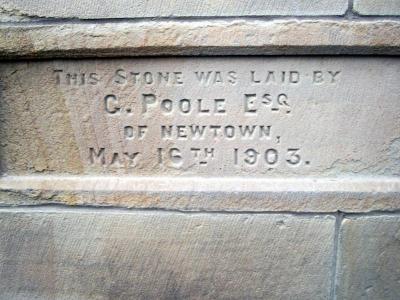 THIS STONE WAS LAID BY
G. POOLE ESQ.
OF NEWTOWN,
MAY 16TH 1903.